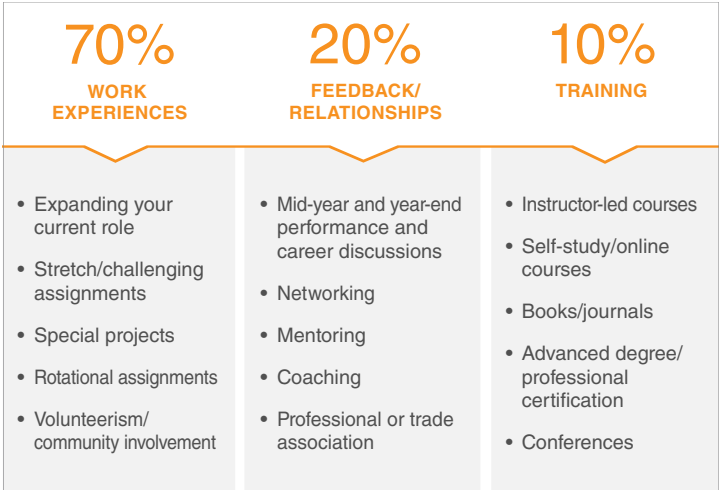 70%
WORK
EXPERIENCES
• Expanding your
current role
• Stretch/challenging
assignments
• Special projects
• Rotational assignments
• Volunteerism/
community involvement
20%
FEEDBACK/
RELATIONSHIPS
• Mid-year and year-end
performance and
career discussions
• Networking
• Mentoring
• Coaching
• Professional or trade
association
10%
TRAINING
• Instructor-led courses
• Self-study/online
courses
• Books/journals
• Advanced degree/
professional
certification
• Conferences